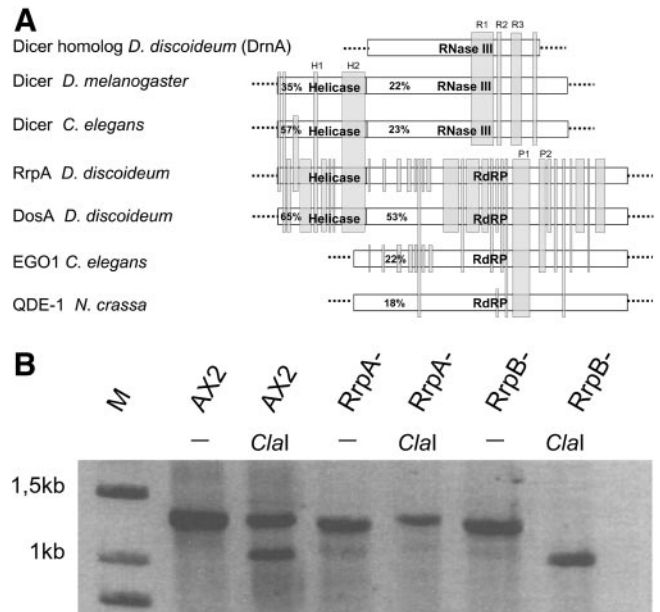 A
R1 R2 R3
Dicer homolog D. discoideum (DrnA) RNase III
H1 H2
Dicer D. melanogaster 35% Helicase 22% RNase III
Dicer C. elegans 57% Helicase 23% RNase III
P1 P2
RrpA D. discoideum Helicase RdRP
DosA D. discoideum 65% Helicase 53% RdRP
EGO1 C. elegans 22% RdRP
QDE-1 N. crassa 18% RdRP
B
M AX2 AX2 RrpA- RrpA- RrpB- RrpB-
— ClaI — ClaI — ClaI
1,5kb
1kb